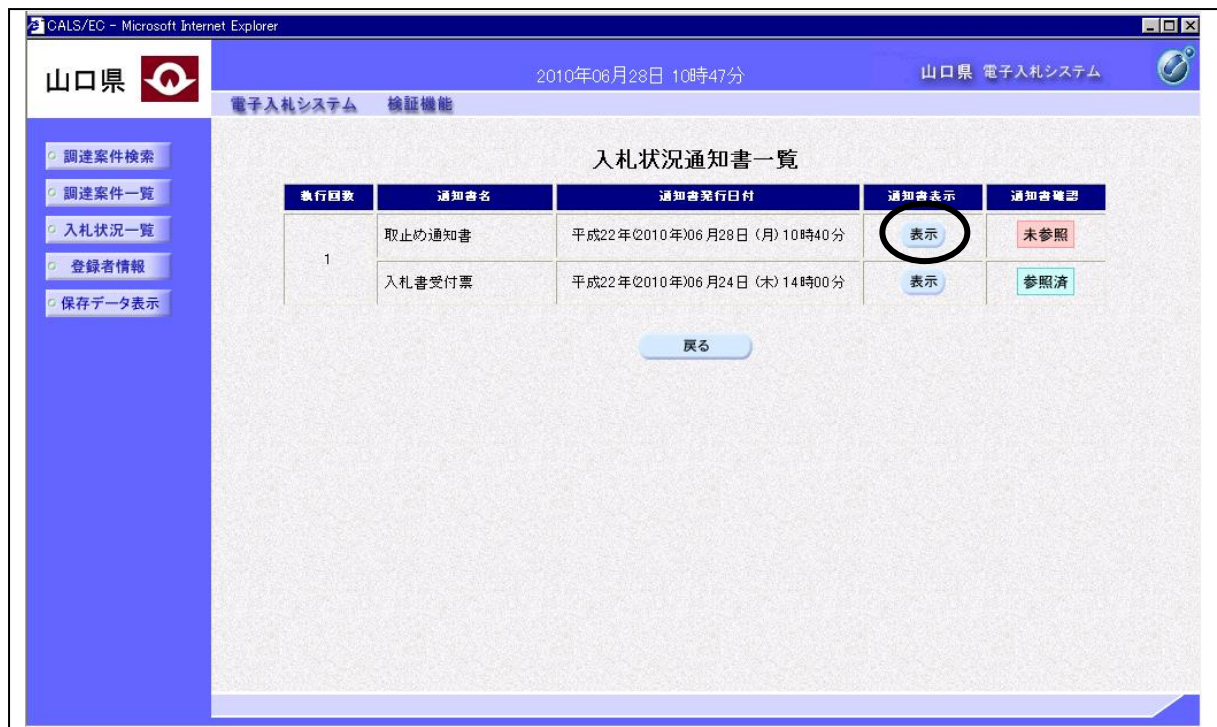 CALS/EC - Microsoft Internet Explorer
山口県
2010年06月28日 10時47分
山口県 電子入札システム
電子入札システム 検証機能
調達案件検索
調達案件一覧
入札状況一覧
登録者情報
保存データ表示
入札状況通知書一覧
執行回数 通知書名 通知書発行日付 通知書表示 通知書確認
1
取止め通知書 平成22年(2010年)06月28日（月）10時40分 表示 未参照
入札書受付票 平成22年(2010年)06月24日（木）14時00分 表示 参照済
戻る